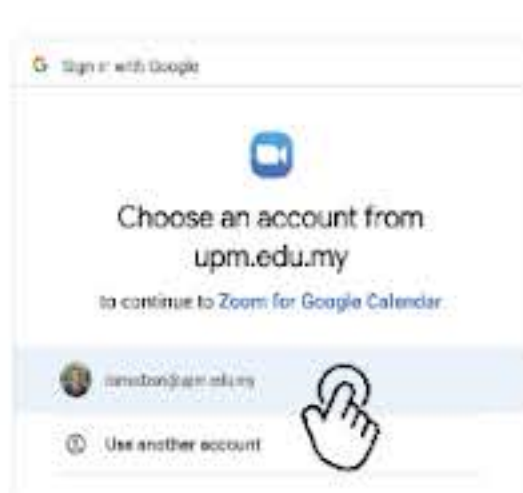 Sign in with Google
Choose an account from
upm.edu.my
to continue to Zoom for Google Calendar
Use another account